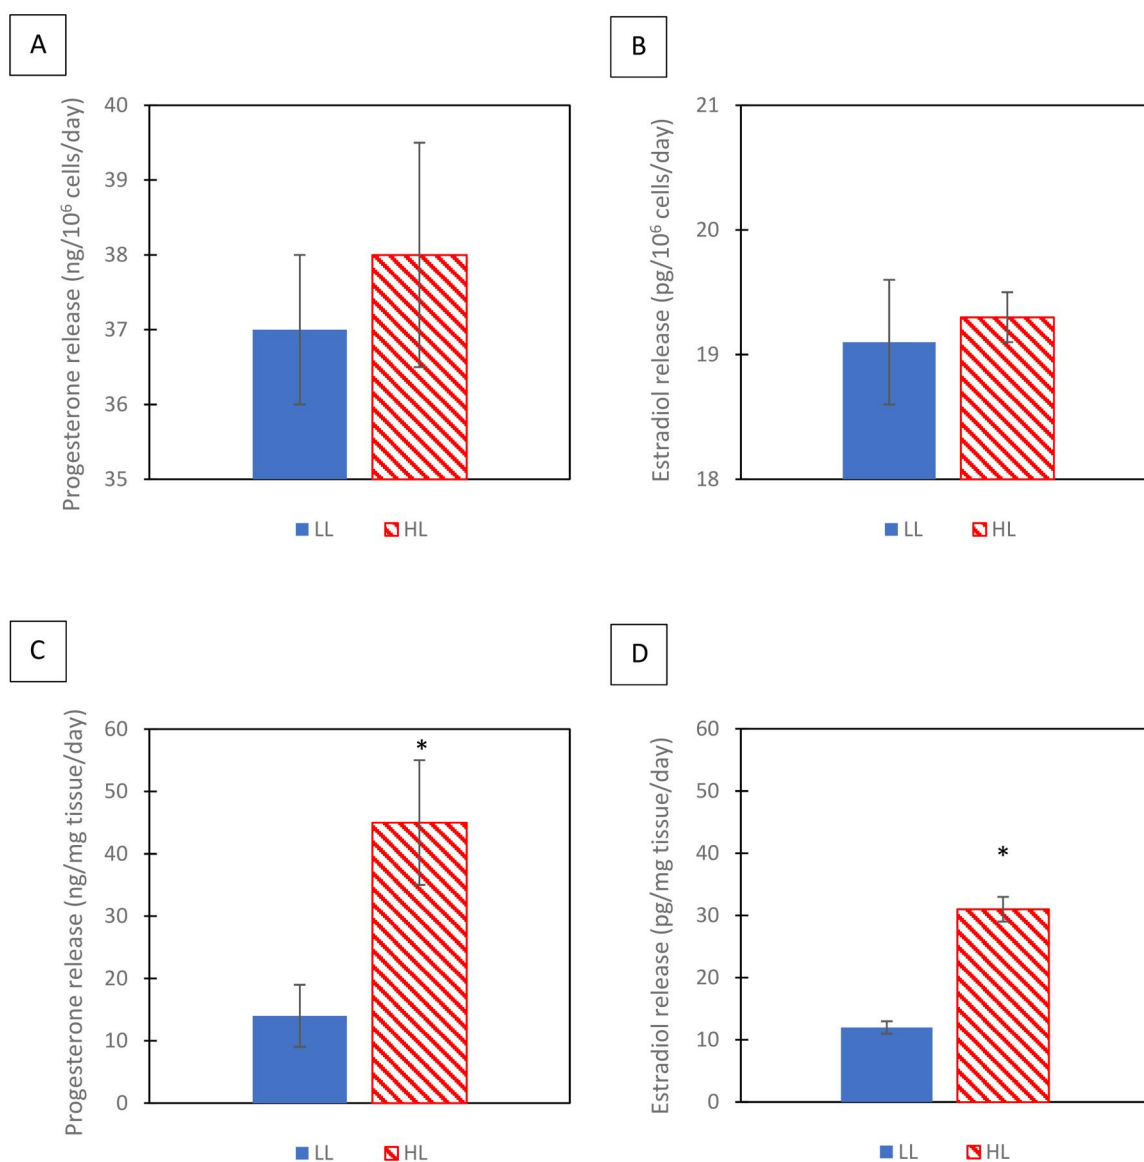 A
Progesterone release (ng/10⁶ cells/day)
40
39
38
37
36
35
LL HL
B
Estradiol release (pg/10⁶ cells/day)
21
20
19
18
LL HL
C
Progesterone release (ng/mg tissue/day)
60
50
40
30
20
10
0
*
LL HL
D
Estradiol release (pg/mg tissue/day)
60
50
40
30
20
10
0
*
LL HL